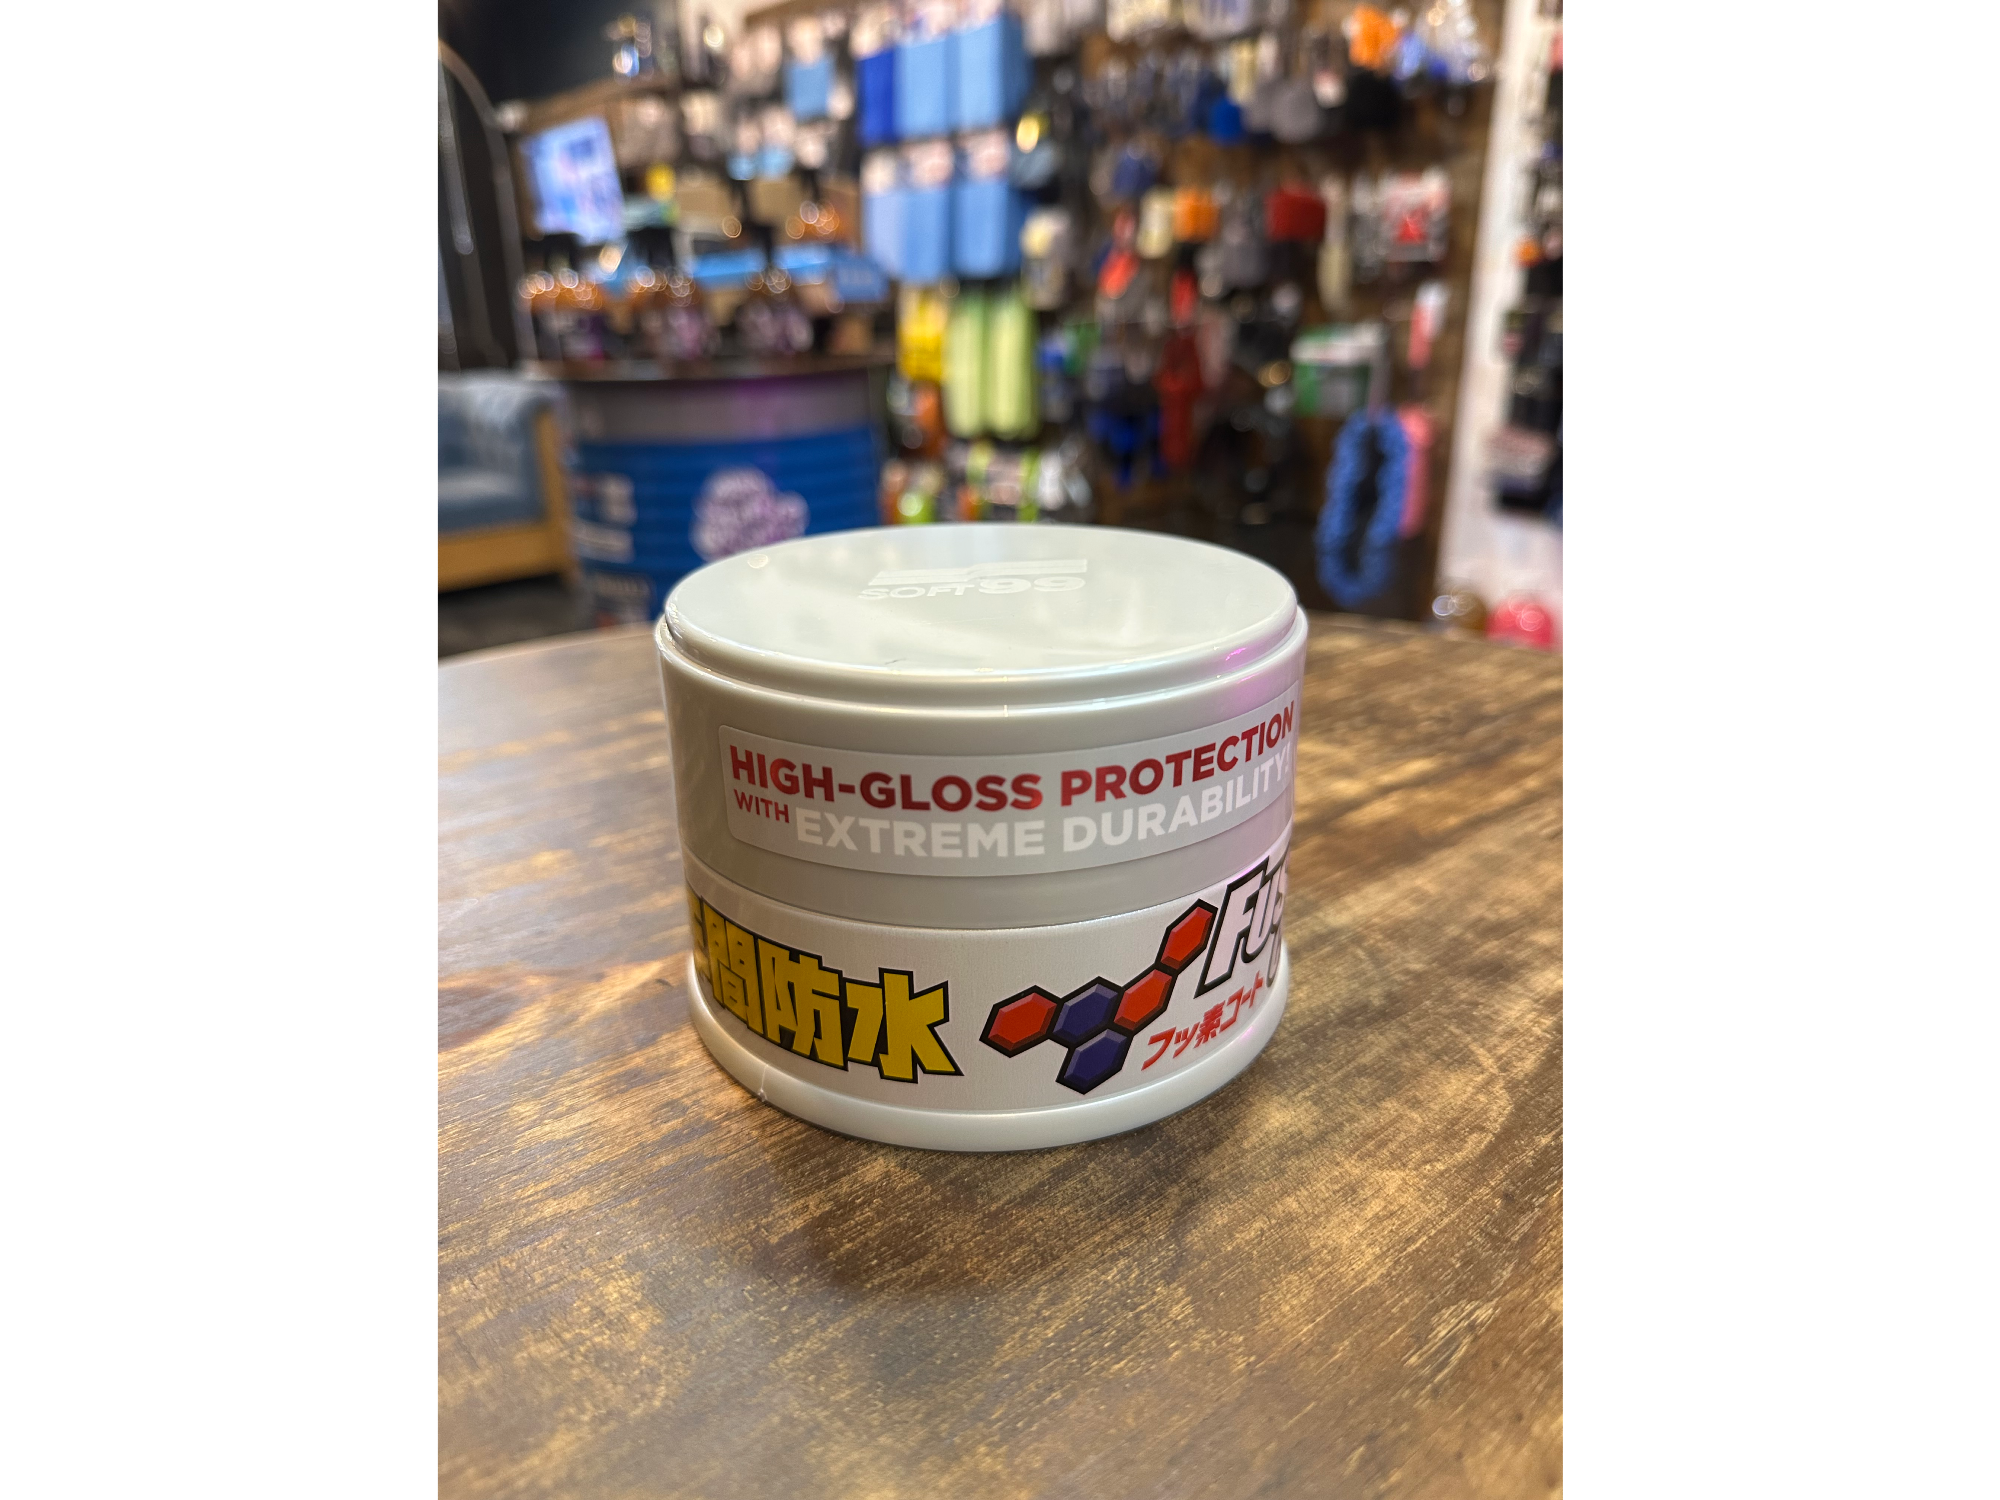 SOFT99
HIGH-GLOSS PROTECTION
WITH EXTREME DURABILITY!
間防水
フッ素コート